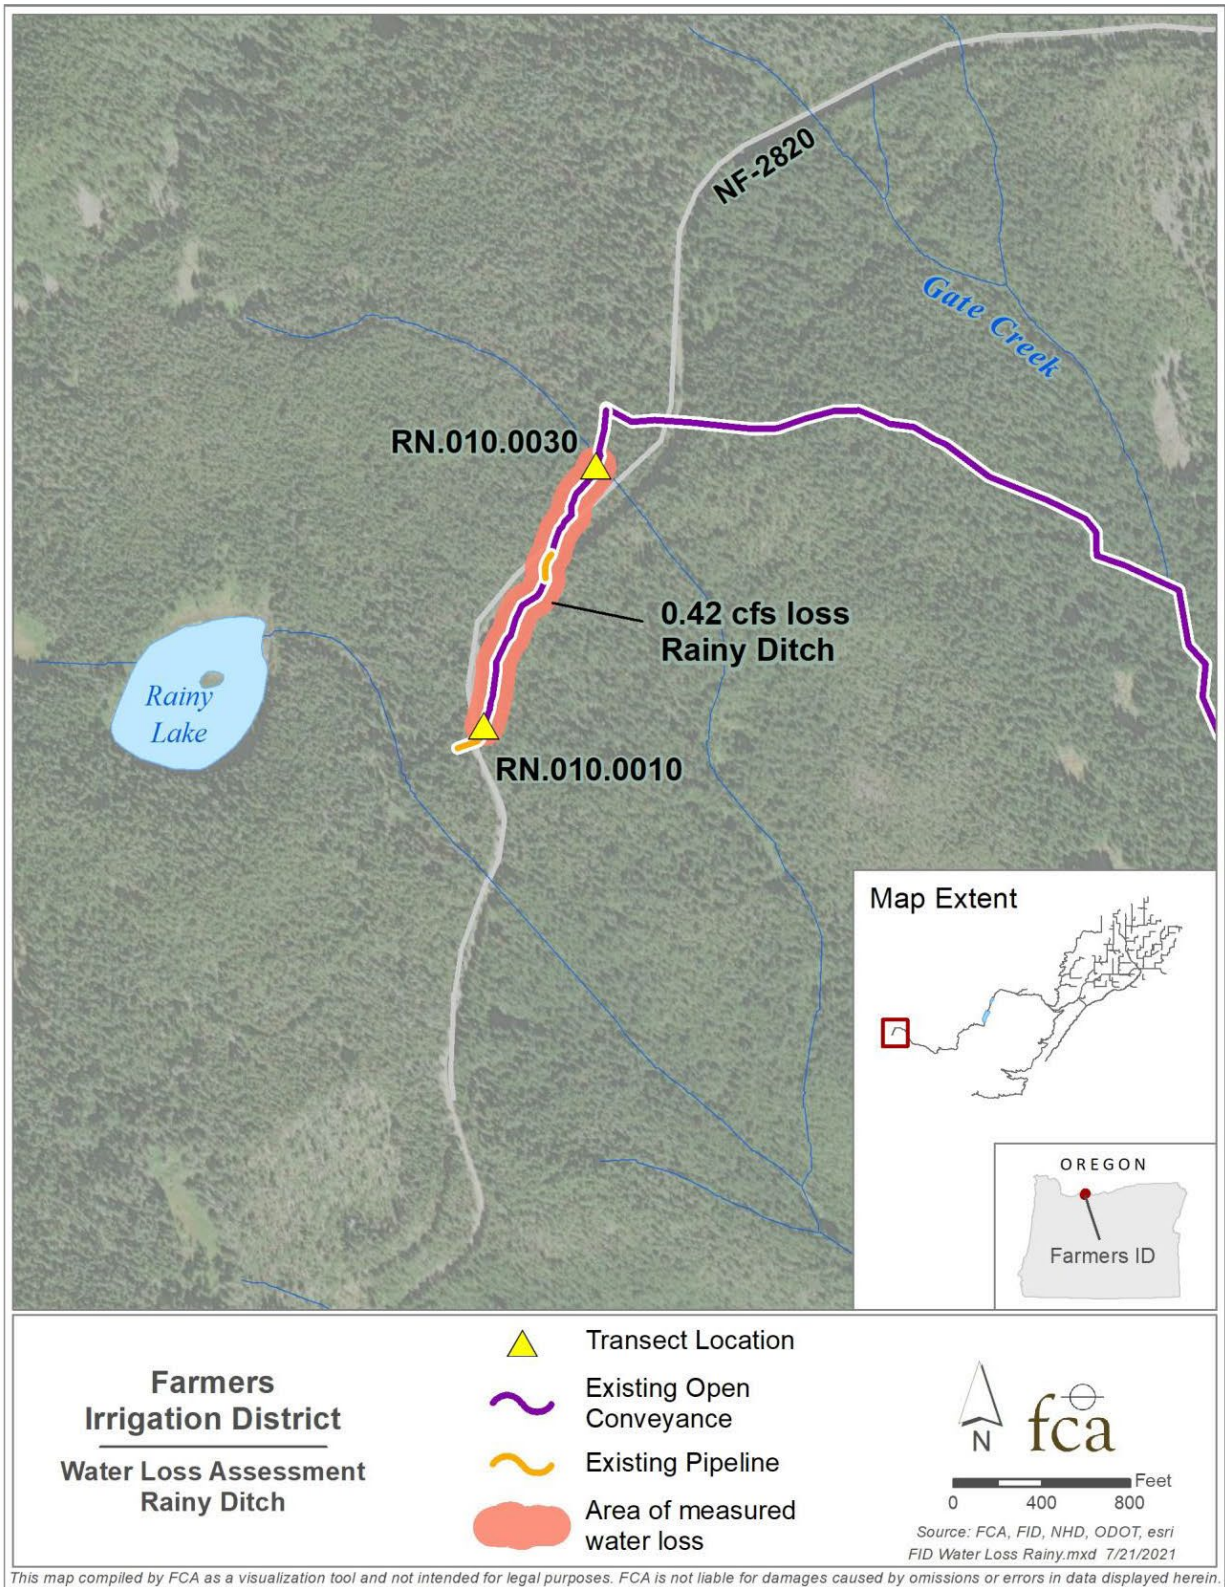 NF-2820
Gate Creek
RN.010.0030
0.42 cfs loss
Rainy Ditch
Rainy
Lake
RN.010.0010
Map Extent
OREGON
Farmers ID
Farmers
Irrigation District
Water Loss Assessment
Rainy Ditch
Transect Location
Existing Open
Conveyance
Existing Pipeline
Area of measured
water loss
N
fca
Feet
0 400 800
Source: FCA, FID, NHD, ODOT, esri
FID Water Loss Rainy.mxd 7/21/2021
This map compiled by FCA as a visualization tool and not intended for legal purposes. FCA is not liable for damages caused by omissions or errors in data displayed herein.